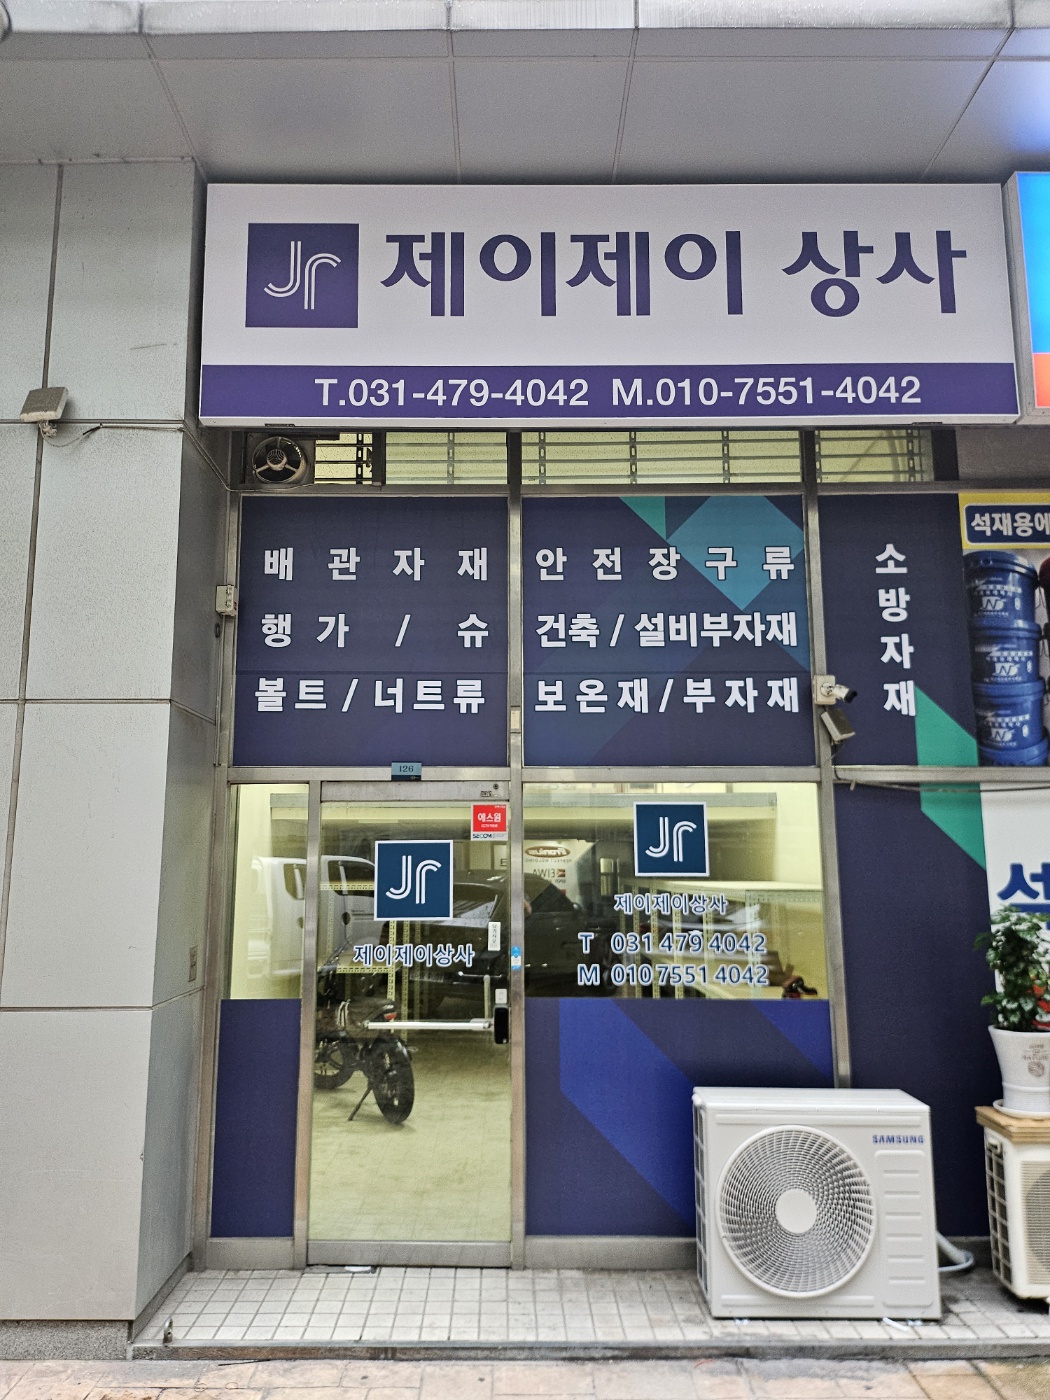 Jr 제이제이 상사
T.031-479-4042 M.010-7551-4042
배관자재
행가 / 슈
볼트/너트류
안전장구류
건축/설비부자재
보온재/부자재
소방자재
석재용에
126
에스원
SECOM
Jr
제이제이상사
Jr
제이제이상사
T 031 479 4042
M 010 7551 4042
SAMSUNG